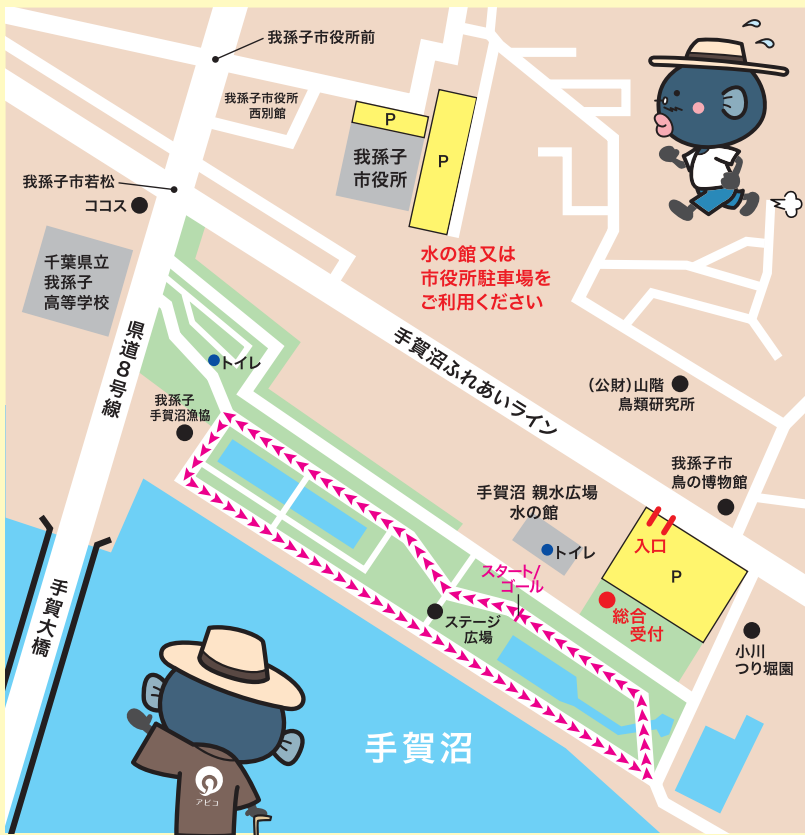 我孫子市役所前
我孫子市役所
西別館
P
P
我孫子
市役所
我孫子市若松
ココス
千葉県立
我孫子
高等学校
水の館又は
市役所駐車場を
ご利用ください
県道8号線
トイレ
手賀沼ふれあいライン
(公財)山階
鳥類研究所
我孫子
手賀沼漁協
我孫子市
鳥の博物館
手賀沼 親水広場
水の館
トイレ
入口
P
スタート/
ゴール
総合
受付
ステージ
広場
小川
つり堀園
手賀大橋
手賀沼
アビコ